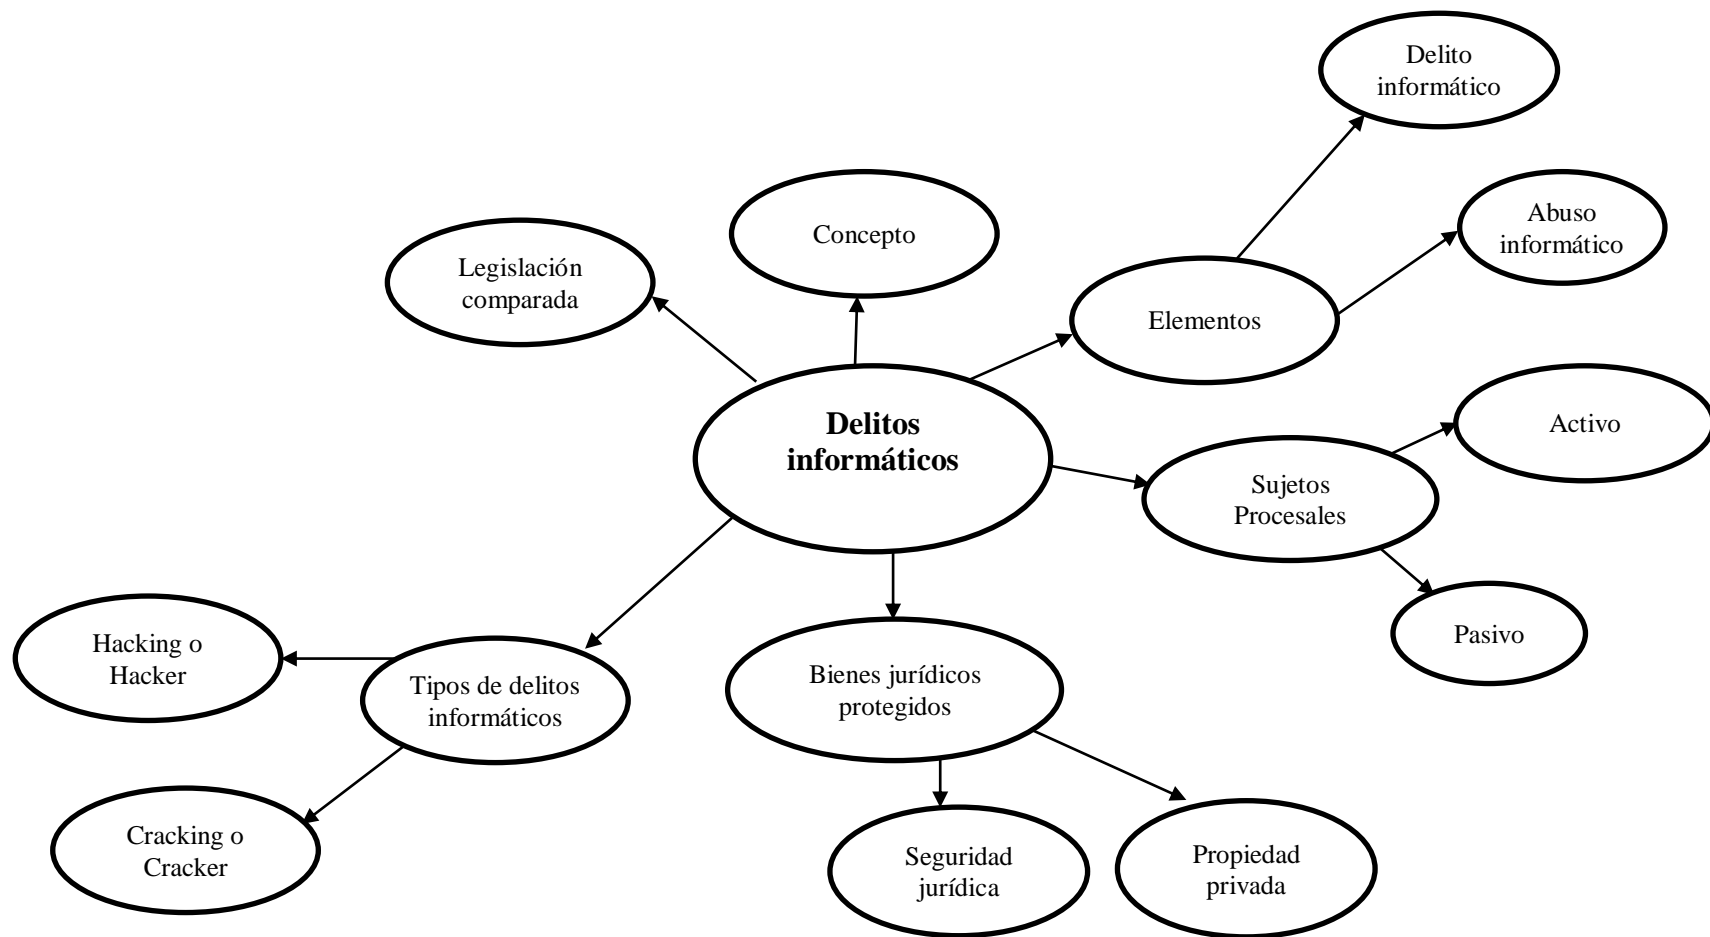 Delito
informático
Abuso
informático
Concepto
Legislación
comparada
Elementos
Delitos
informáticos
Activo
Sujetos
Procesales
Pasivo
Hacking o
Hacker
Tipos de delitos
informáticos
Bienes jurídicos
protegidos
Cracking o
Cracker
Seguridad
jurídica
Propiedad
privada